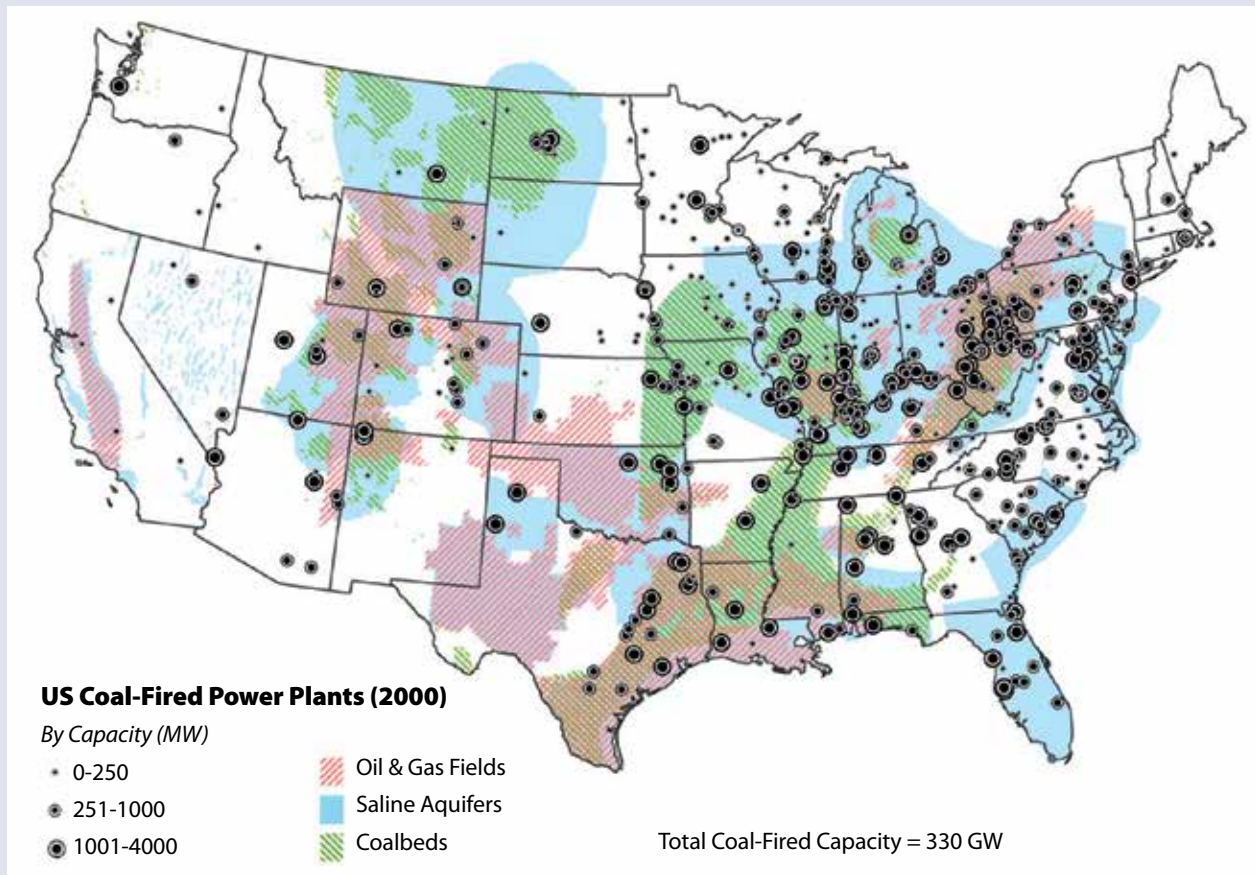 US Coal-Fired Power Plants (2000)
By Capacity (MW)
0-250
251-1000
1001-4000
Oil & Gas Fields
Saline Aquifers
Coalbeds
Total Coal-Fired Capacity = 330 GW